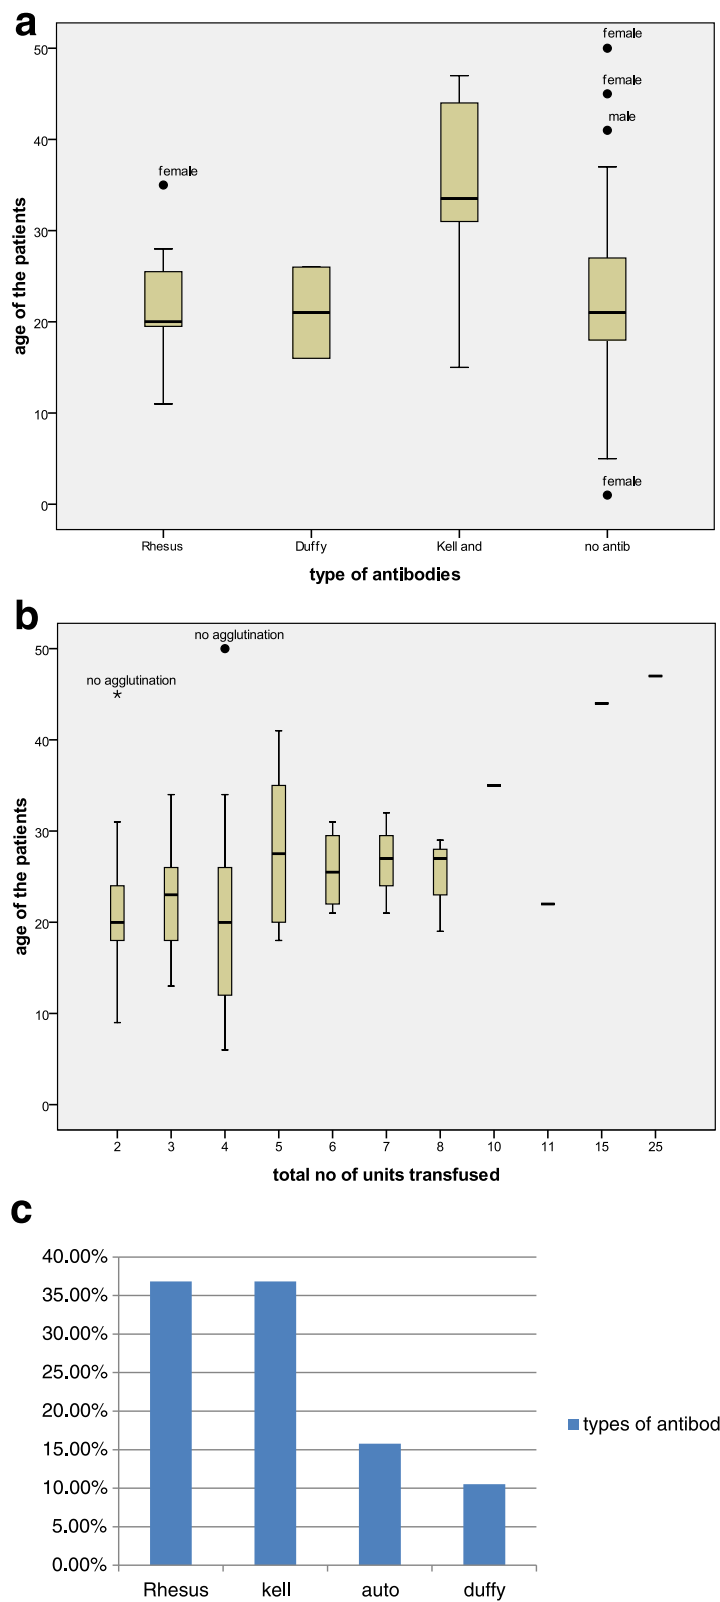 a
female
female
female
male
female
50
40
30
20
10
0
age of the patients
Rhesus Duffy Kell and no antib
type of antibodies
b
no agglutination
no agglutination
50
40
30
20
10
0
age of the patients
2 3 4 5 6 7 8 10 11 15 25
total no of units transfused
c
40.00%
35.00%
30.00%
25.00%
20.00%
15.00%
10.00%
5.00%
0.00%
types of antibod
Rhesus kell auto duffy